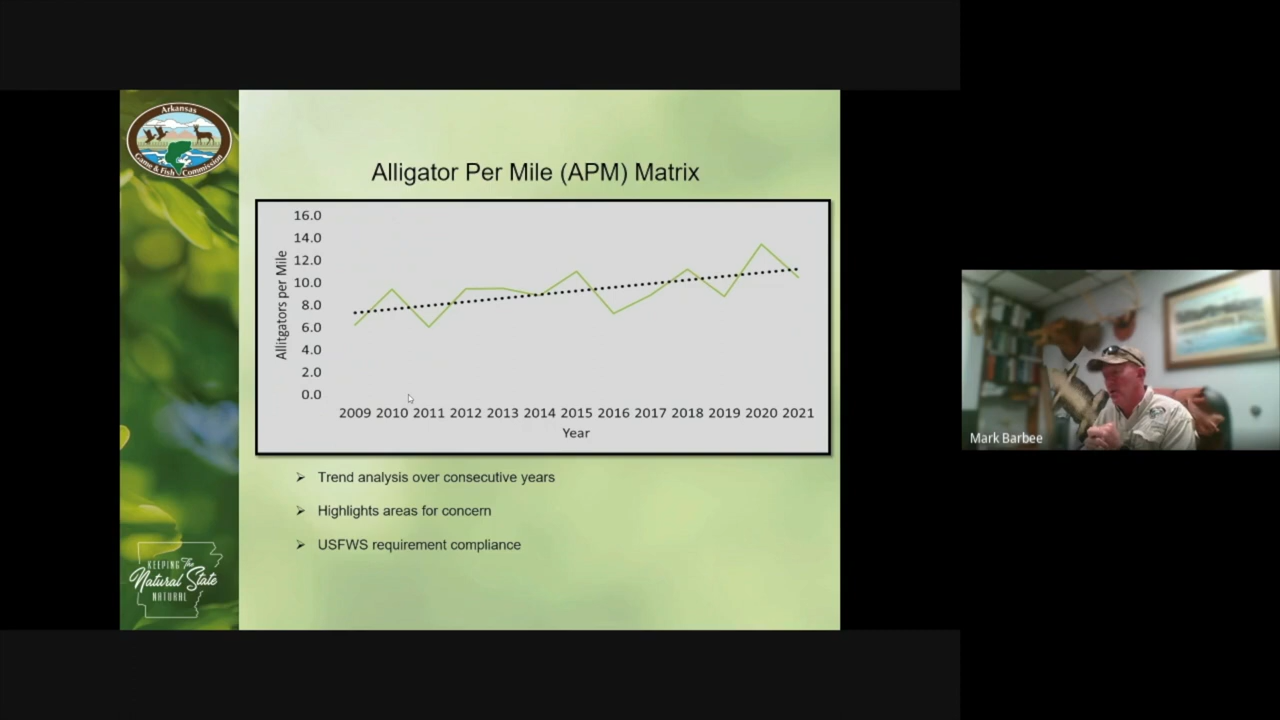 Arkansas
Game & Fish Commission
Alligator Per Mile (APM) Matrix
16.0
14.0
12.0
10.0
8.0
6.0
4.0
2.0
0.0
Allitgators per Mile
2009 2010 2011 2012 2013 2014 2015 2016 2017 2018 2019 2020 2021
Year
Trend analysis over consecutive years
Highlights areas for concern
USFWS requirement compliance
KEEPING The
Natural State
NATURAL
Mark Barbee